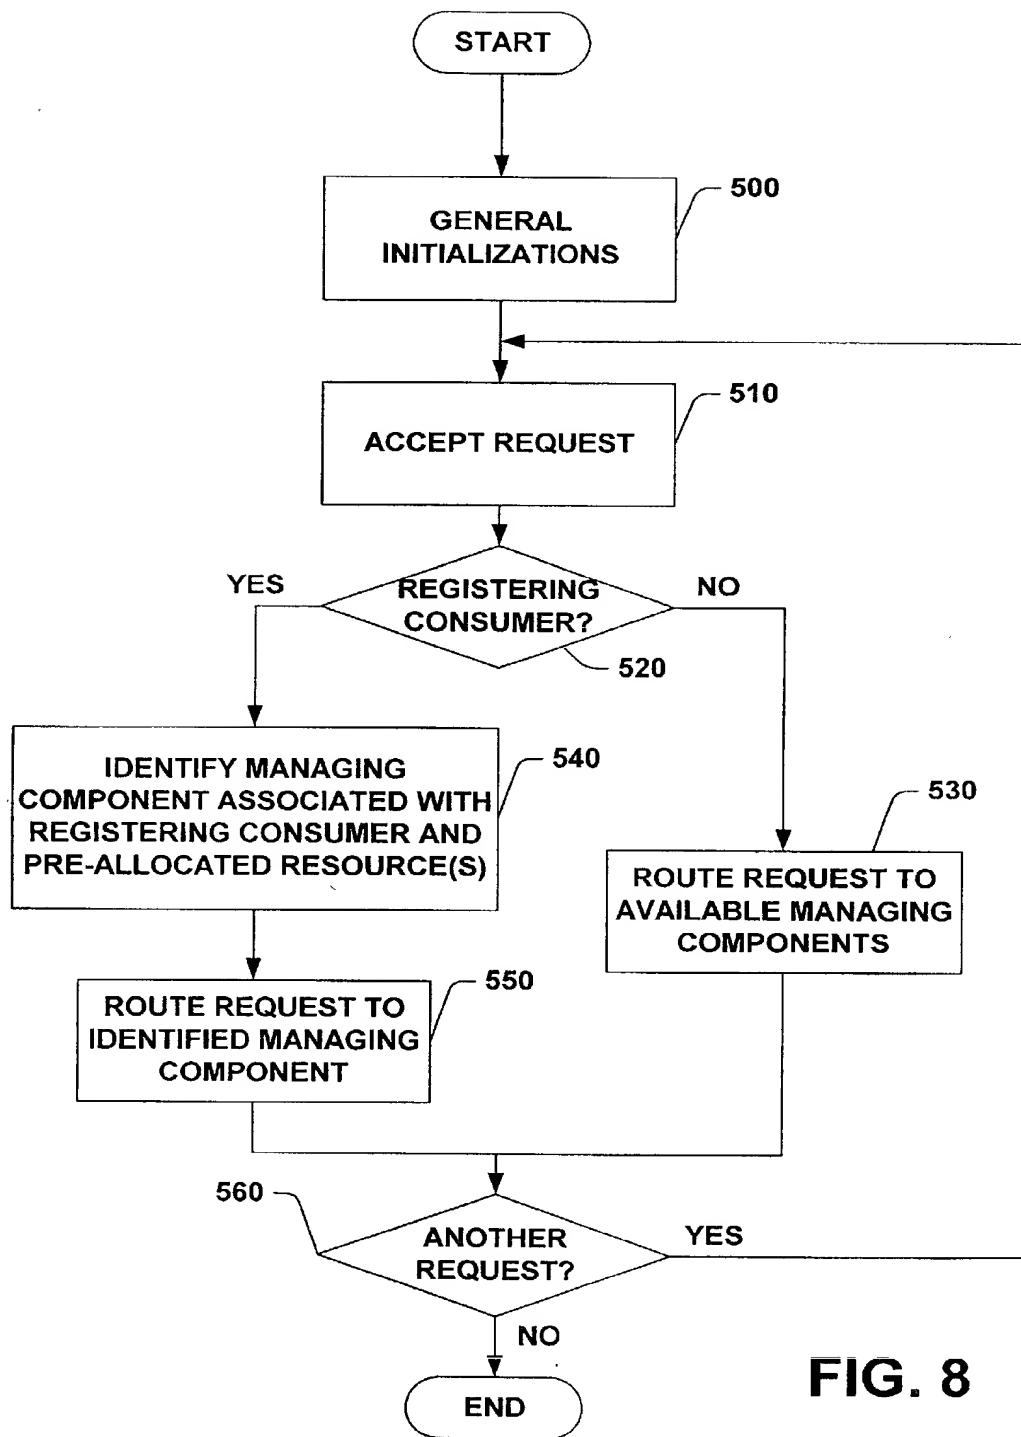 START
500
GENERAL
INITIALIZATIONS
510
ACCEPT REQUEST
YES
REGISTERING
CONSUMER?
NO
520
IDENTIFY MANAGING
COMPONENT ASSOCIATED WITH
REGISTERING CONSUMER AND
PRE-ALLOCATED RESOURCE(S)
540
530
ROUTE REQUEST TO
AVAILABLE MANAGING
COMPONENTS
550
ROUTE REQUEST TO
IDENTIFIED MANAGING
COMPONENT
560
ANOTHER
REQUEST?
YES
NO
END
FIG. 8